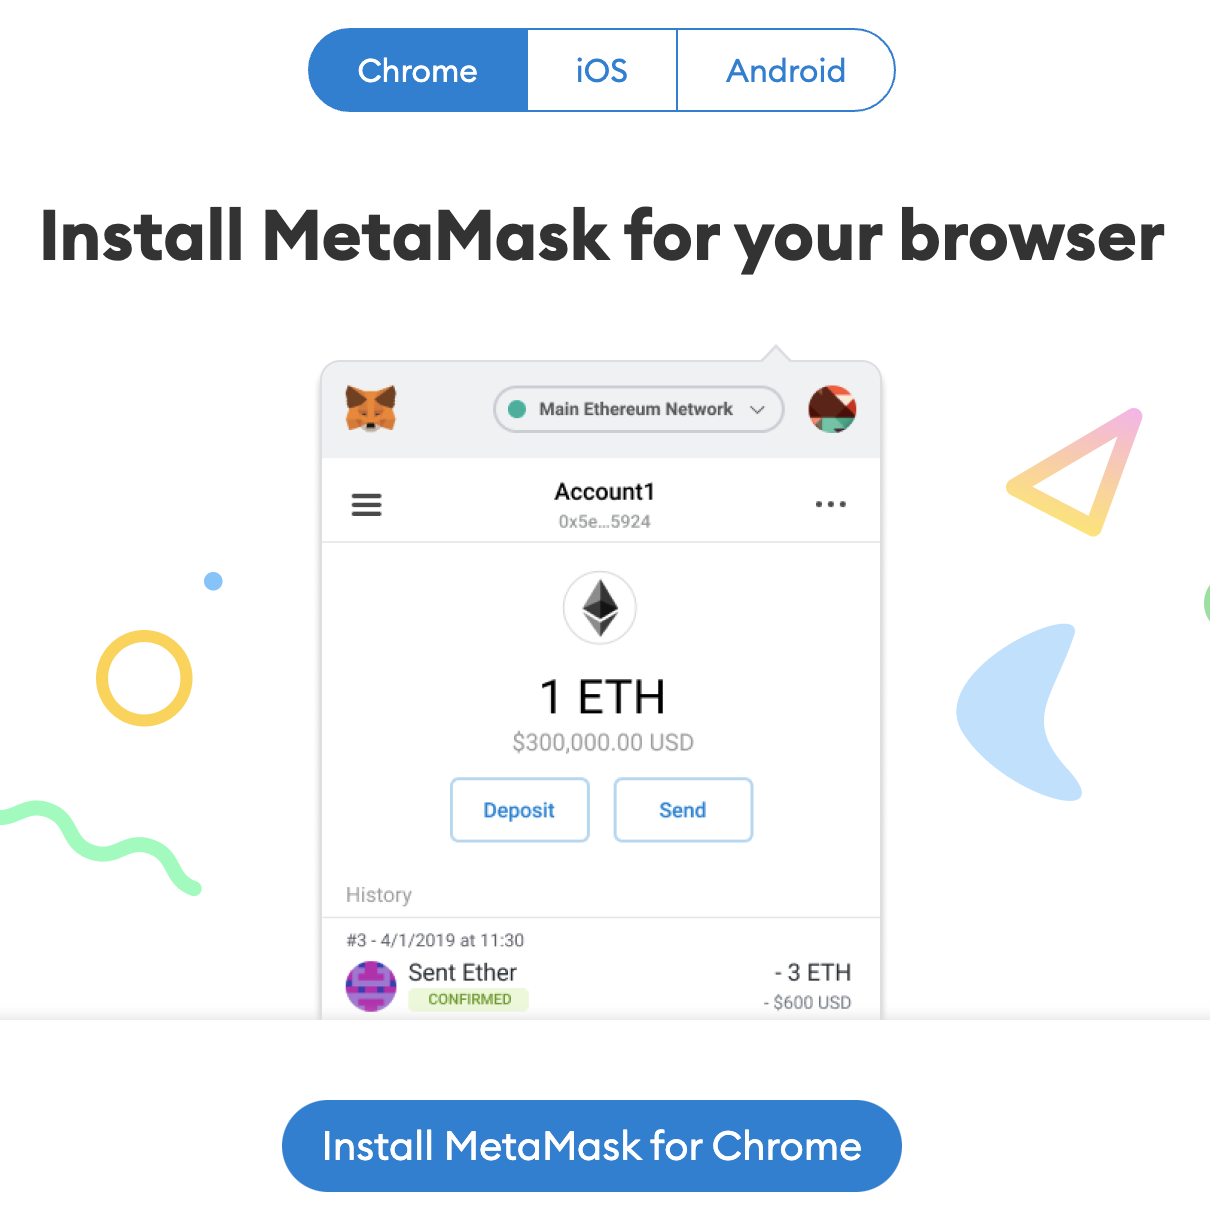 Chrome iOS Android
Install MetaMask for your browser
Main Ethereum Network
Account1
0x5e...5924
1 ETH
$300,000.00 USD
Deposit Send
History
#3 - 4/1/2019 at 11:30
Sent Ether - 3 ETH
CONFIRMED - $600 USD
Install MetaMask for Chrome